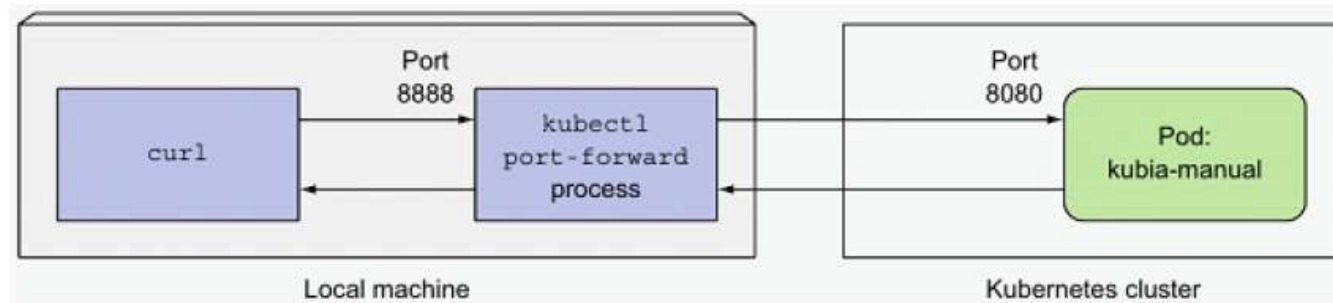 Port
8888
Port
8080
curl
kubectl
port-forward
process
Pod:
kubia-manual
Local machine
Kubernetes cluster